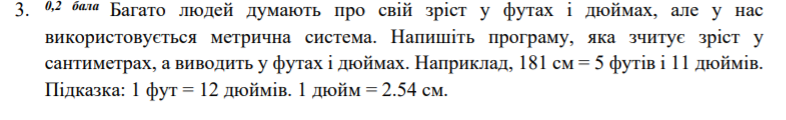 3. 0,2 бала Багато людей думають про свій зріст у футах і дюймах, але у нас
використовується метрична система. Напишіть програму, яка зчитує зріст у
сантиметрах, а виводить у футах і дюймах. Наприклад, 181 см = 5 футів і 11 дюймів.
Підказка: 1 фут = 12 дюймів. 1 дюйм = 2.54 см.